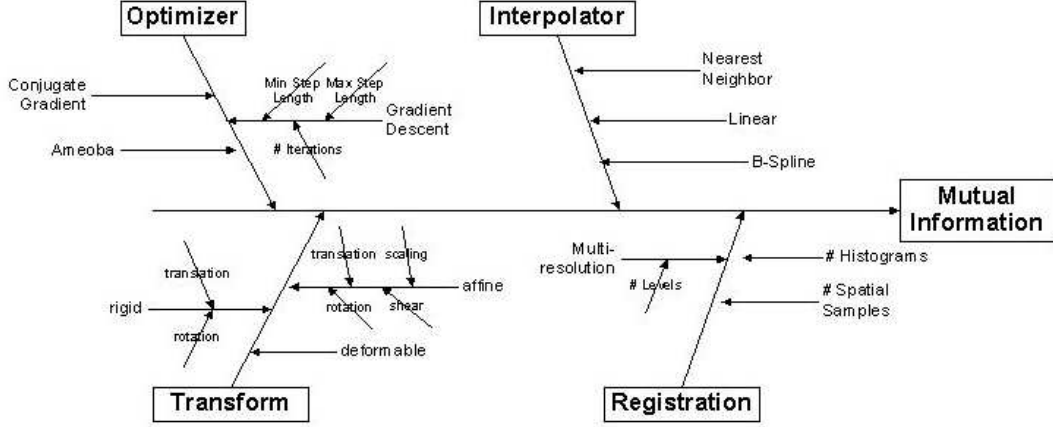 Optimizer
Interpolator
Conjugate
Gradient
Min Step
Length
Max Step
Length
Gradient
Descent
Ameoba
# Iterations
Nearest
Neighbor
Linear
B-Spline
Mutual
Information
translation
rigid
rotation
translation
scaling
affine
rotation
shear
deformable
Multi-
resolution
# Levels
# Histograms
# Spatial
Samples
Transform
Registration